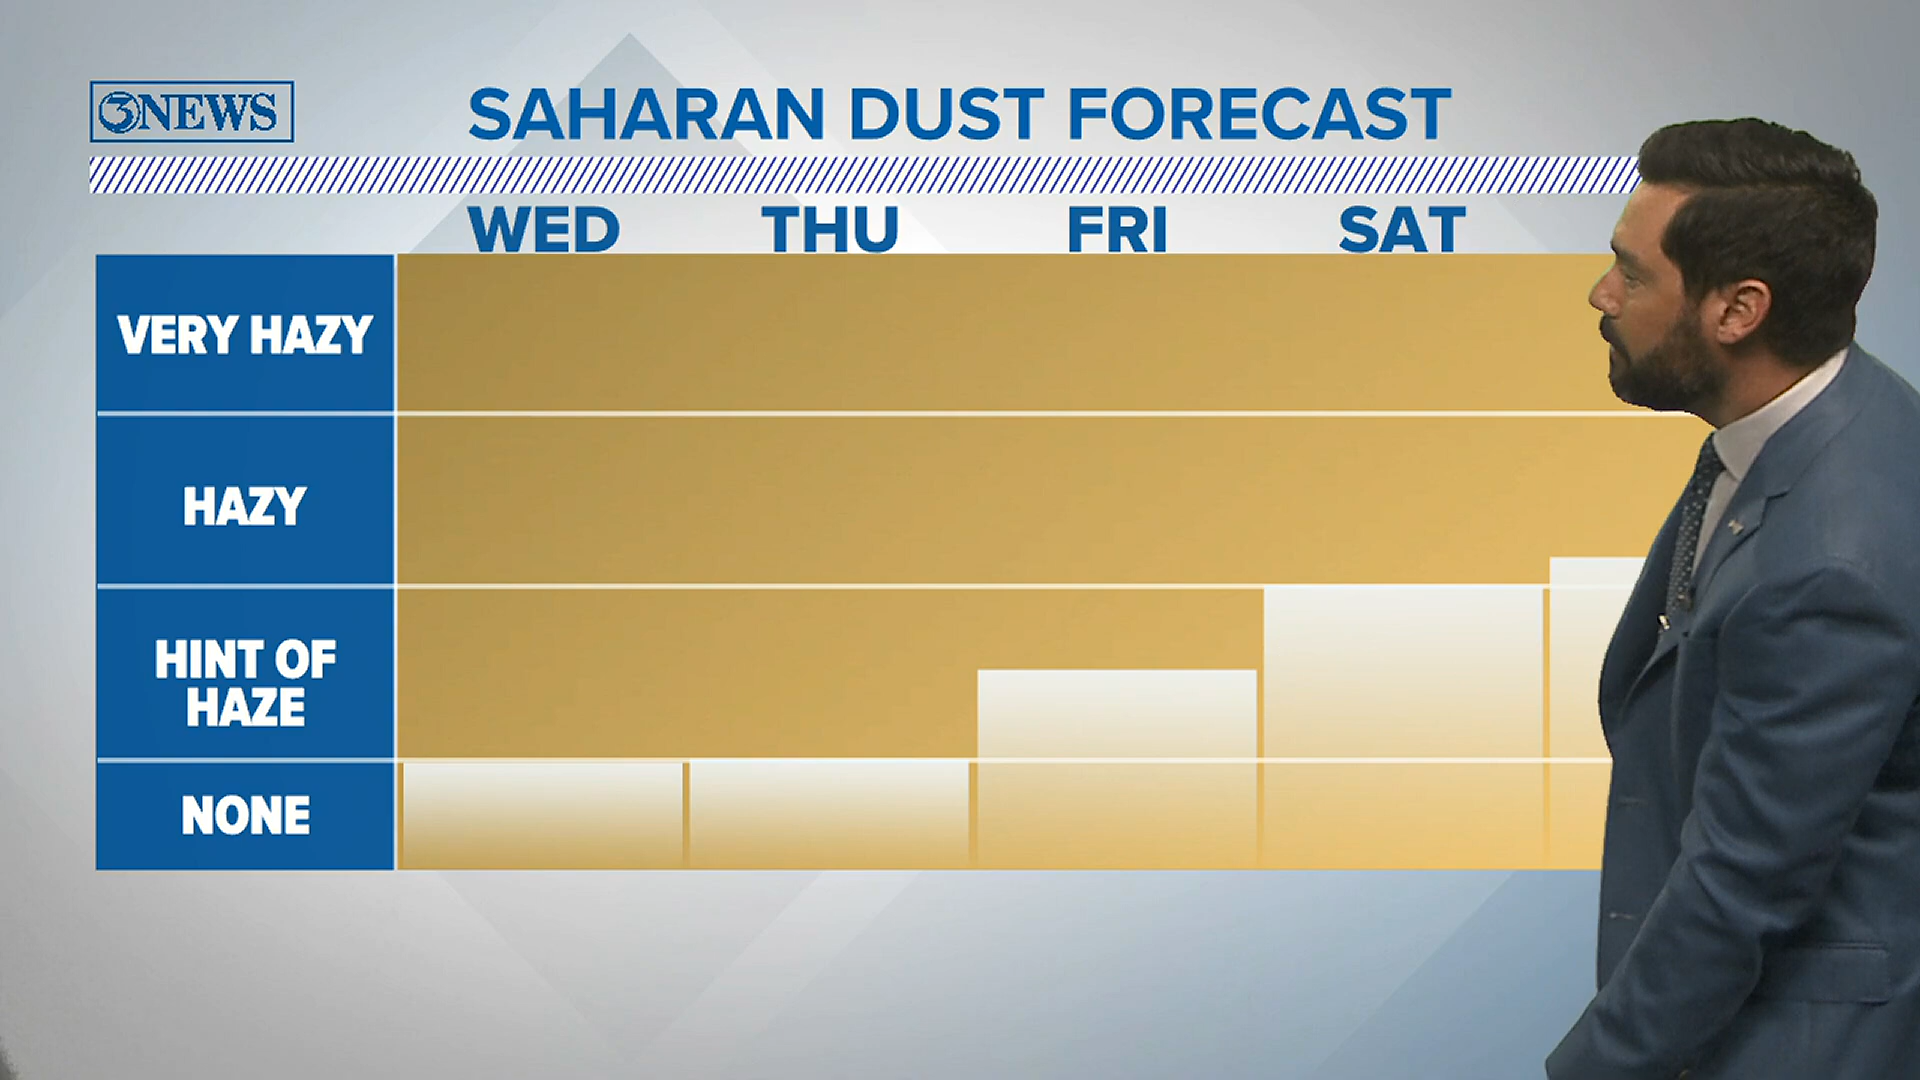 3NEWS
SAHARAN DUST FORECAST
WED THU FRI SAT
VERY HAZY
HAZY
HINT OF
HAZE
NONE